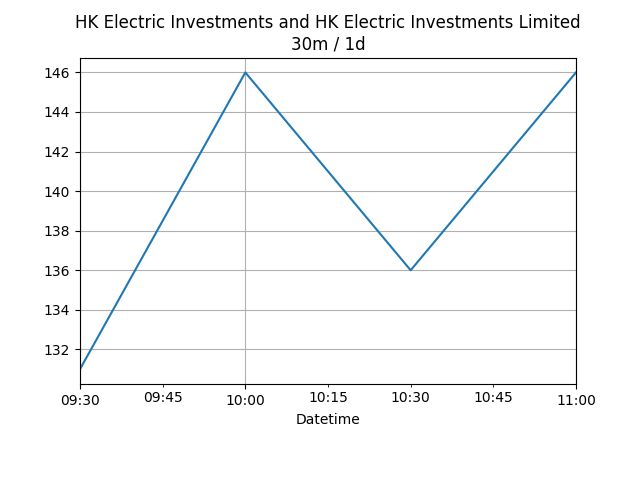 HK Electric Investments and HK Electric Investments Limited
30m / 1d
146
144
142
140
138
136
134
132
09:30 09:45 10:00 10:15 10:30 10:45 11:00
Datetime